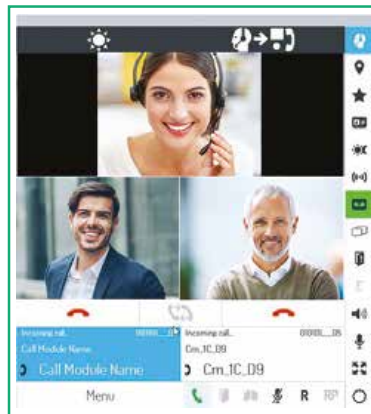 Incoming call..
Call Module Name
Call Module Name
Incoming call..
Cm_1C_D9
Cm_1C_D9
Menu
R